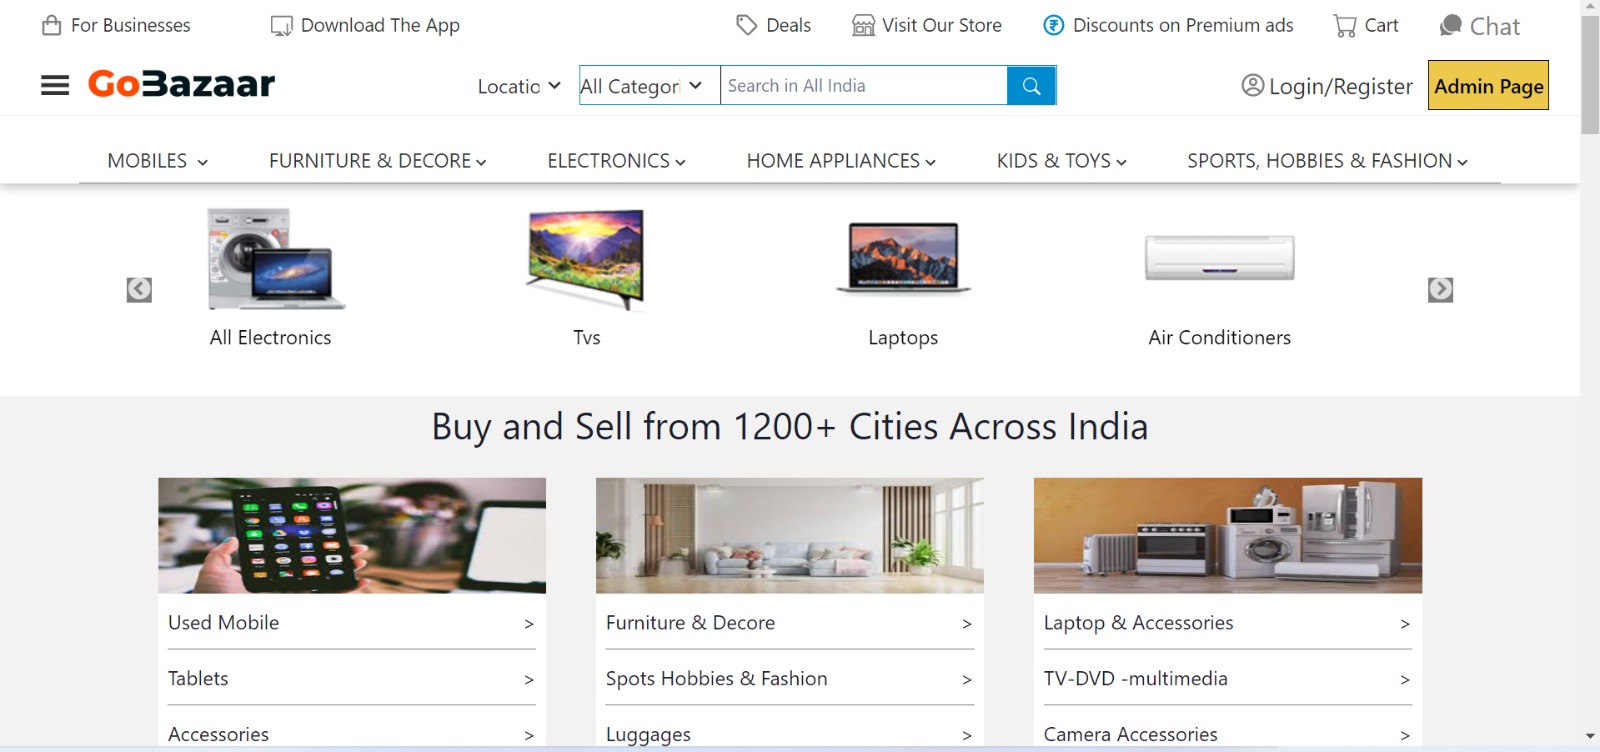 For Businesses Download The App Deals Visit Our Store Discounts on Premium ads Cart Chat
GoBazaar Locatio All Categori Search in All India Login/Register Admin Page
MOBILES FURNITURE & DECORE ELECTRONICS HOME APPLIANCES KIDS & TOYS SPORTS, HOBBIES & FASHION
All Electronics Tvs Laptops Air Conditioners
Buy and Sell from 1200+ Cities Across India
Used Mobile > Furniture & Decore > Laptop & Accessories >
Tablets > Spots Hobbies & Fashion > TV-DVD -multimedia >
Accessories > Luggages > Camera Accessories >